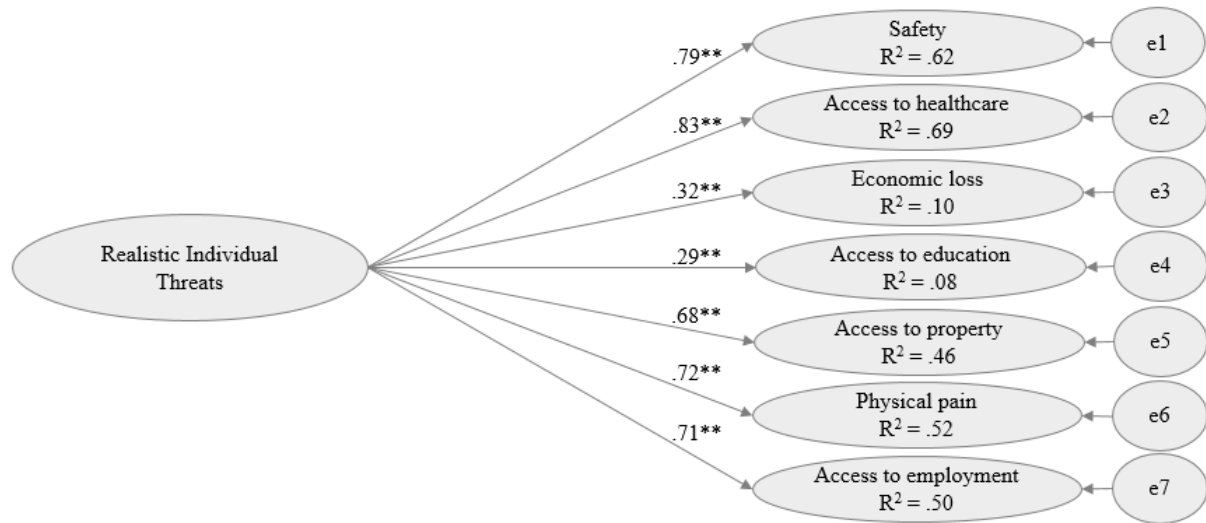 Safety
R² = .62
e1
.79**
Access to healthcare
R² = .69
e2
.83**
Economic loss
R² = .10
e3
.32**
Realistic Individual
Threats
Access to education
R² = .08
e4
.29**
Access to property
R² = .46
e5
.68**
Physical pain
R² = .52
e6
.72**
Access to employment
R² = .50
e7
.71**